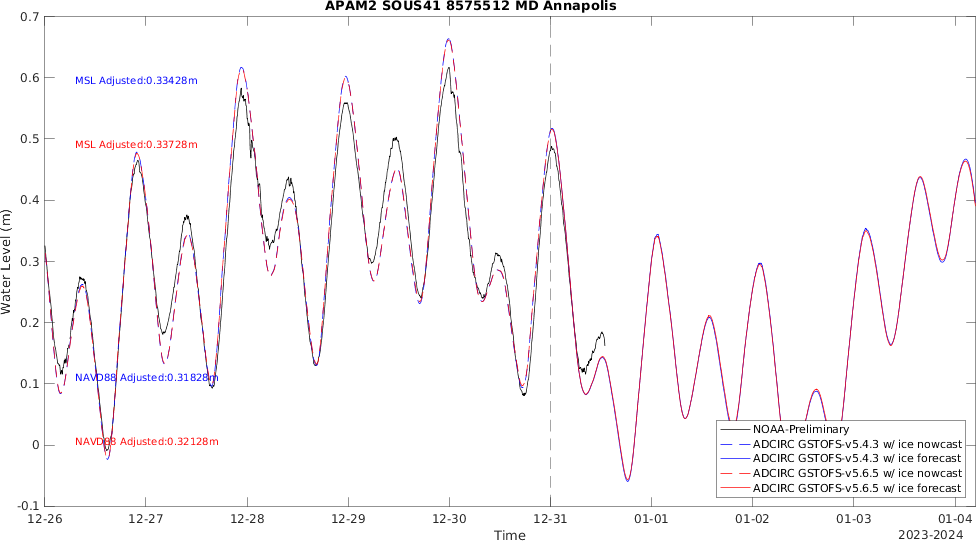 APAM2 SOUS41 8575512 MD Annapolis
0.7
0.6
0.5
0.4
0.3
0.2
0.1
0
-0.1
Water Level (m)
MSL Adjusted:0.33428m
MSL Adjusted:0.33728m
NAVD88 Adjusted:0.31828m
NAVD88 Adjusted:0.32128m
NOAA-Preliminary
ADCIRC GSTOFS-v5.4.3 w/ ice nowcast
ADCIRC GSTOFS-v5.4.3 w/ ice forecast
ADCIRC GSTOFS-v5.6.5 w/ ice nowcast
ADCIRC GSTOFS-v5.6.5 w/ ice forecast
12-26 12-27 12-28 12-29 12-30 12-31 01-01 01-02 01-03 01-04
Time
2023-2024